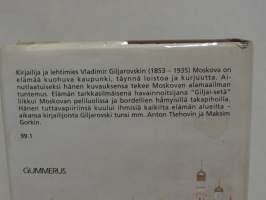 Kirjailija ja lehtimies Vladimir Giljarovskin (1853 – 1935) Moskova on
elämää kuohuva kaupunki, täynnä loistoa ja kurjuutta. Ai-
nutlaatuiseksi hänen kuvauksensa tekee Moskovan alamaailman
tuntemus. Elämän tarkkasilmäisenä havainnoitsijana "Giljai-setä"
liikkui Moskovan peliluolissa ja bordellien hämyisillä takapihoilla.
Hänen tuttavapiiriinsä kuului ihmisiä kaikilta elämän alueilta –
aikansa kirjailijoista Giljarovski tunsi mm. Anton Tšehovin ja Maksim
Gorkin.
99.1
GUMMERUS